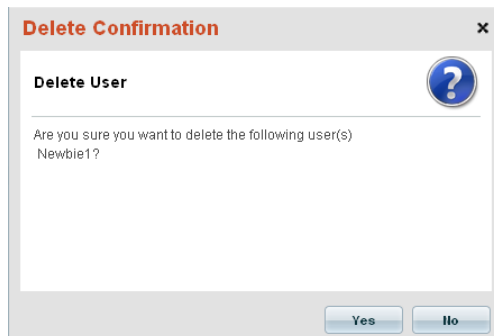 Delete Confirmation
Delete User
Are you sure you want to delete the following user(s)
Newbie1?
Yes
No